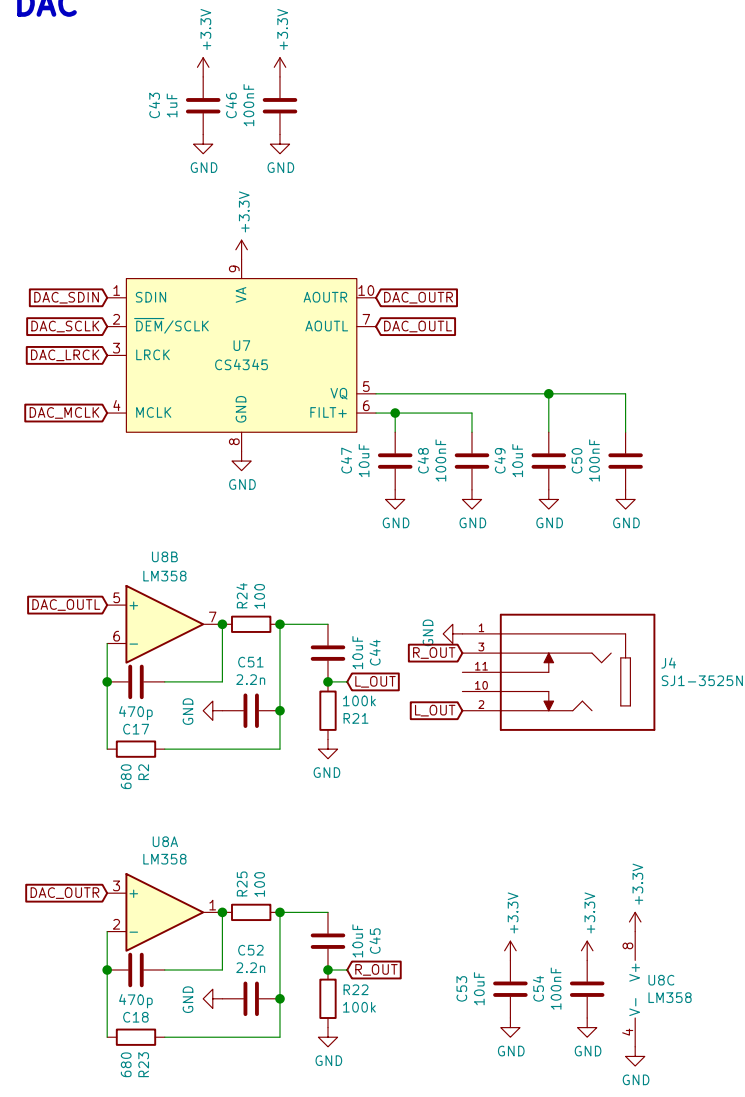 DAC
+3.3V
+3.3V
C43
1uF
C46
100nF
GND
GND
+3.3V
9
VA
DAC_SDIN
1
SDIN
AOUTR
10
DAC_OUTR
DAC_SCLK
2
DEM/SCLK
AOUTL
7
DAC_OUTL
DAC_LRCK
3
LRCK
U7
CS4345
VQ
5
DAC_MCLK
4
MCLK
GND
FILT+
6
8
GND
C47
10uF
C48
100nF
C49
10uF
C50
100nF
GND
GND
GND
GND
U8B
LM358
DAC_OUTL
5
+
6
−
7
R24
100
C51
2.2n
GND
470p
C17
680
R2
10uF
C44
L_OUT
100k
R21
GND
GND
1
R_OUT
3
11
10
L_OUT
2
J4
SJ1-3525N
U8A
LM358
DAC_OUTR
3
+
2
−
1
R25
100
C52
2.2n
GND
470p
C18
680
R23
10uF
C45
R_OUT
R22
100k
GND
+3.3V
+3.3V
+3.3V
C53
10uF
C54
100nF
8
V+
U8C
LM358
V-
4
GND
GND
GND